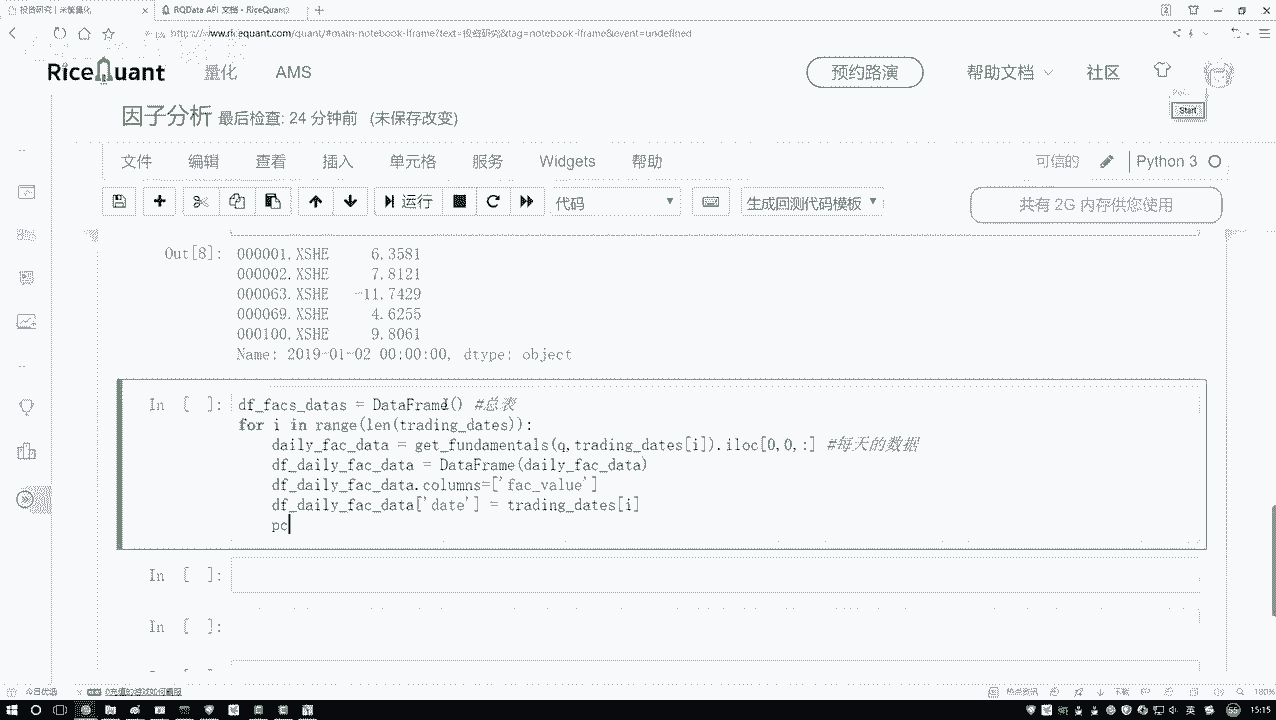 投资研究 | 米筐量化
RQData API 文档 - RiceQuant
www.ricequant.com/quant/#main-notebook-iframe?text=投资研究&tag=notebook-iframe&event=undefined
RiceQuant 量化 AMS 预约路演 帮助文档 社区
因子分析 最后检查: 24 分钟前 (未保存改变)
Start
文件 编辑 查看 插入 单元格 服务 Widgets 帮助 可信的 Python 3
运行 代码 生成回测代码模板 共有 2G 内存供您使用
Out[8]: 000001.XSHE 6.3581
000002.XSHE 7.8121
000063.XSHE -11.7429
000069.XSHE 4.6255
000100.XSHE 9.8061
Name: 2019-01-02 00:00:00, dtype: object
In [ ]: df_facs_datas = DataFrame() #总表
for i in range(len(trading_dates)):
daily_fac_data = get_fundamentals(q,trading_dates[i]).iloc[0,0,:] #每天的数据
df_daily_fac_data = DataFrame(daily_fac_data)
df_daily_fac_data.columns=['fac_value']
df_daily_fac_data['date'] = trading_dates[i]
pc
In [ ]:
In [ ]:
今日优选
热点资讯 下载 180%
英 15:15